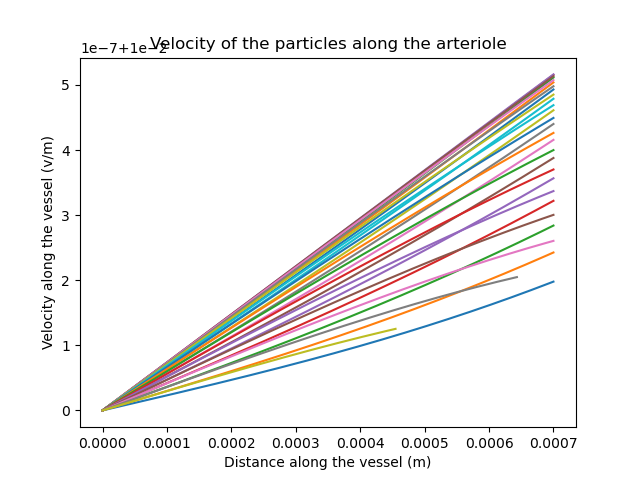 Velocity of the particles along the arteriole
1e−7+1e−2
5
4
3
2
1
0
Velocity along the vessel (v/m)
0.0000 0.0001 0.0002 0.0003 0.0004 0.0005 0.0006 0.0007
Distance along the vessel (m)